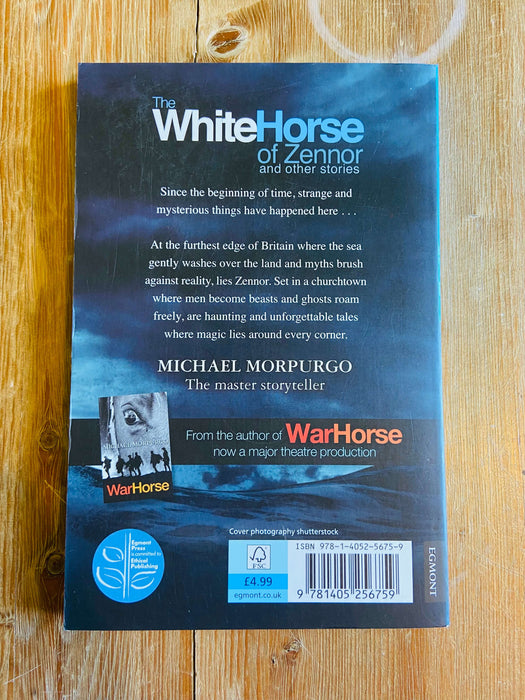 The
WhiteHorse
of Zennor
and other stories
Since the beginning of time, strange and
mysterious things have happened here . . .
At the furthest edge of Britain where the sea
gently washes over the land and myths brush
against reality, lies Zennor. Set in a churchtown
where men become beasts and ghosts roam
freely, are haunting and unforgettable tales
where magic lies around every corner.
MICHAEL MORPURGO
The master storyteller
MICHAEL MORPURGO
WarHorse
From the author of WarHorse
now a major theatre production
Cover photography shutterstock
Egmont
Press
is committed to
Ethical
Publishing
FSC
£4.99
egmont.co.uk
ISBN 978-1-4052-5675-9
9 781405 256759
EGMONT